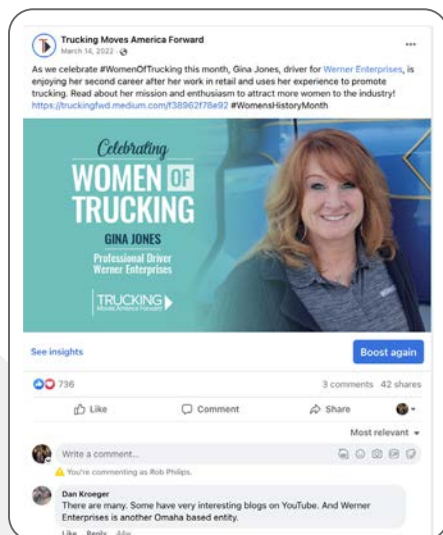 Trucking Moves America Forward
March 14, 2022 ·
As we celebrate #WomenOfTrucking this month, Gina Jones, driver for Werner Enterprises, is
enjoying her second career after her work in retail and uses her experience to promote
trucking. Read about her mission and enthusiasm to attract more women to the industry!
https://truckingfwd.medium.com/f38962f78e92 #WomensHistoryMonth
Celebrating
WOMEN OF
TRUCKING
GINA JONES
Professional Driver
Werner Enterprises
TRUCKING
Moves America Forward
See insights
Boost again
736
3 comments 42 shares
Like
Comment
Share
Most relevant
Write a comment...
You're commenting as Rob Philips.
Dan Kroeger
There are many. Some have very interesting blogs on YouTube. And Werner
Enterprises is another Omaha based entity.
Like Reply 44w